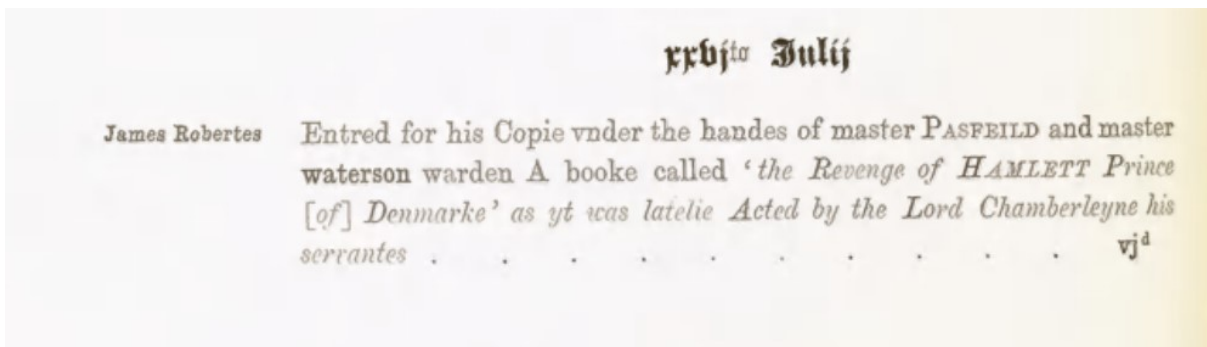 xxvjto Julij
James Robertes Entred for his Copie vnder the handes of master PASFEILD and master
waterson warden A booke called ‘the Revenge of HAMLETT Prince
[of] Denmarke’ as yt was latelie Acted by the Lord Chamberleyne his
servantes . . . . . . . . . . vjd